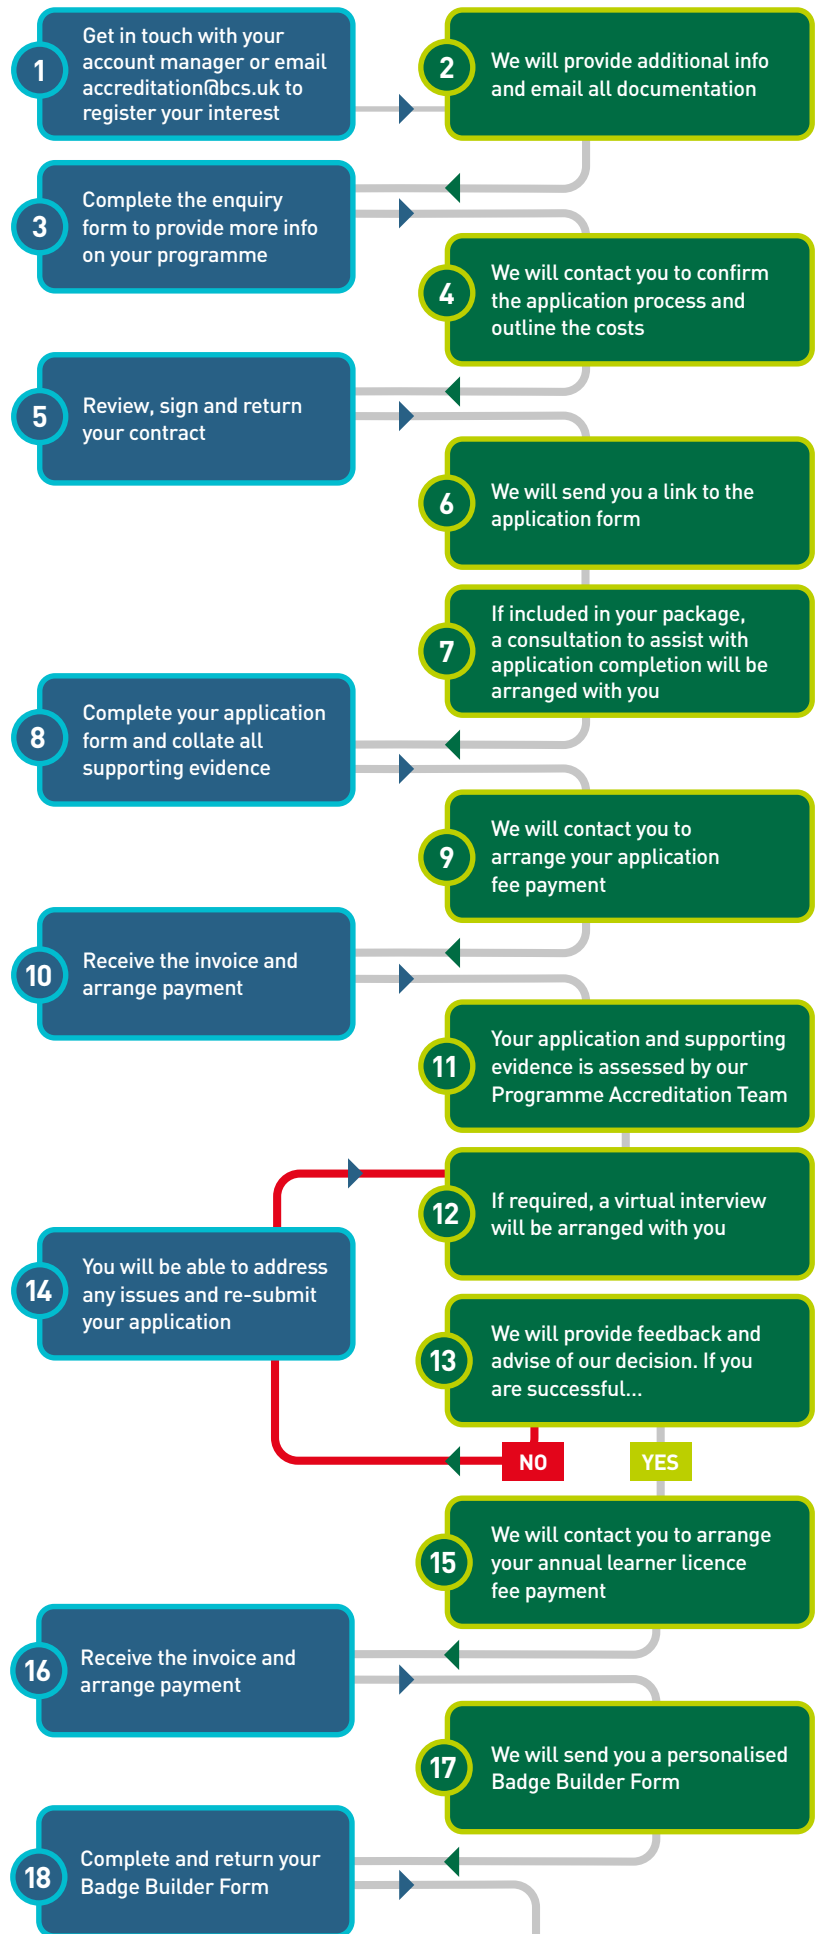 1
Get in touch with your
account manager or email
accreditation@bcs.uk to
register your interest
2
We will provide additional info
and email all documentation
3
Complete the enquiry
form to provide more info
on your programme
4
We will contact you to confirm
the application process and
outline the costs
5
Review, sign and return
your contract
6
We will send you a link to the
application form
7
If included in your package,
a consultation to assist with
application completion will be
arranged with you
8
Complete your application
form and collate all
supporting evidence
9
We will contact you to
arrange your application
fee payment
10
Receive the invoice and
arrange payment
11
Your application and supporting
evidence is assessed by our
Programme Accreditation Team
12
If required, a virtual interview
will be arranged with you
13
We will provide feedback and
advise of our decision. If you
are successful...
NO
YES
14
You will be able to address
any issues and re-submit
your application
15
We will contact you to arrange
your annual learner licence
fee payment
16
Receive the invoice and
arrange payment
17
We will send you a personalised
Badge Builder Form
18
Complete and return your
Badge Builder Form